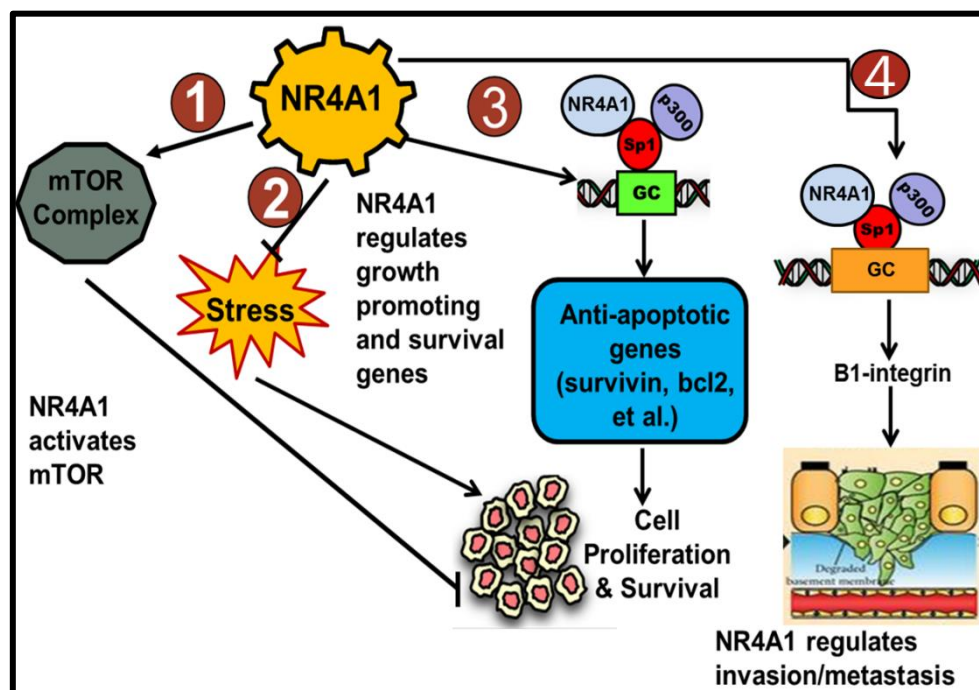 1
NR4A1
3
4
2
mTOR
Complex
Stress
NR4A1
activates
mTOR
NR4A1
regulates
growth
promoting
and survival
genes
NR4A1
p300
Sp1
GC
Anti-apoptotic
genes
(survivin, bcl2,
et al.)
Cell
Proliferation
& Survival
NR4A1
p300
Sp1
GC
B1-integrin
Degraded
basement membrane
NR4A1 regulates
invasion/metastasis